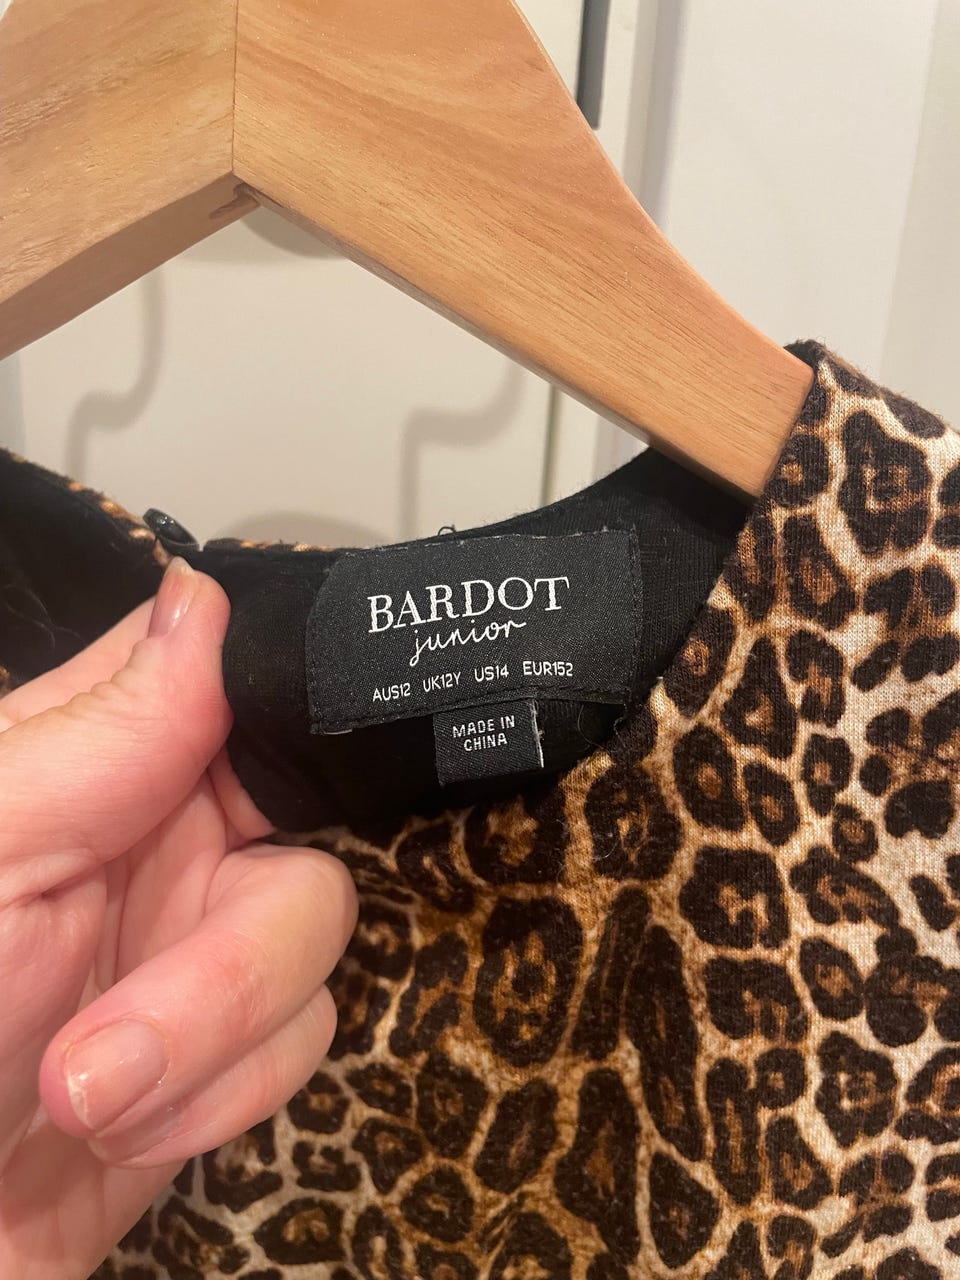 BARDOT
junior
AUS12 UK12Y US14 EUR152
MADE IN
CHINA